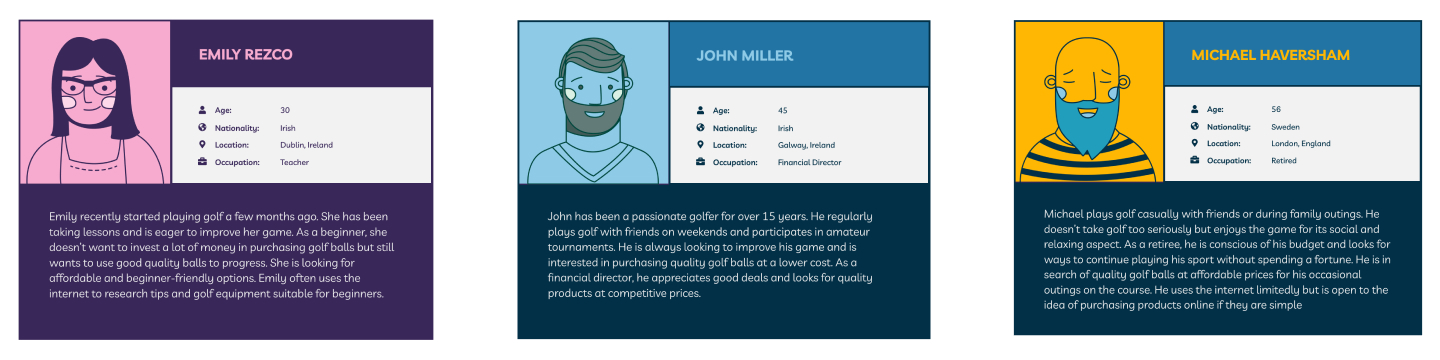 EMILY REZCO
Age: 30
Nationality: Irish
Location: Dublin, Ireland
Occupation: Teacher
Emily recently started playing golf a few months ago. She has been
taking lessons and is eager to improve her game. As a beginner, she
doesn't want to invest a lot of money in purchasing golf balls but still
wants to use good quality balls to progress. She is looking for
affordable and beginner-friendly options. Emily often uses the
internet to research tips and golf equipment suitable for beginners.
JOHN MILLER
Age: 45
Nationality: Irish
Location: Galway, Ireland
Occupation: Financial Director
John has been a passionate golfer for over 15 years. He regularly
plays golf with friends on weekends and participates in amateur
tournaments. He is always looking to improve his game and is
interested in purchasing quality golf balls at a lower cost. As a
financial director, he appreciates good deals and looks for quality
products at competitive prices.
MICHAEL HAVERSHAM
Age: 56
Nationality: Sweden
Location: London, England
Occupation: Retired
Michael plays golf casually with friends or during family outings. He
doesn't take golf too seriously but enjoys the game for its social and
relaxing aspect. As a retiree, he is conscious of his budget and looks for
ways to continue playing his sport without spending a fortune. He is in
search of quality golf balls at affordable prices for his occasional
outings on the course. He uses the internet limitedly but is open to the
idea of purchasing products online if they are simple